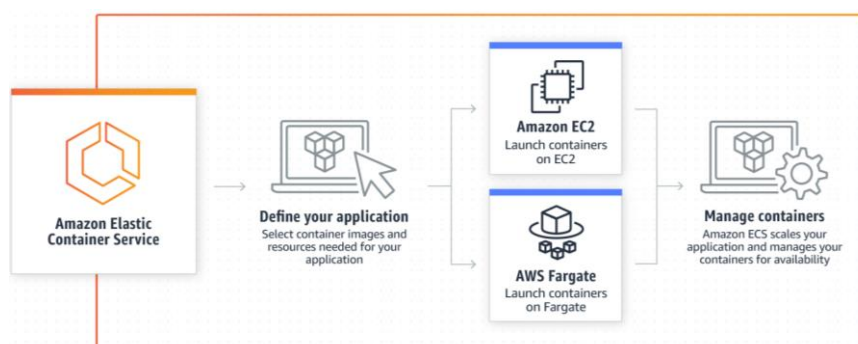 Amazon Elastic
Container Service
Define your application
Select container images and
resources needed for your
application
Amazon EC2
Launch containers
on EC2
AWS Fargate
Launch containers
on Fargate
Manage containers
Amazon ECS scales your
application and manages your
containers for availability